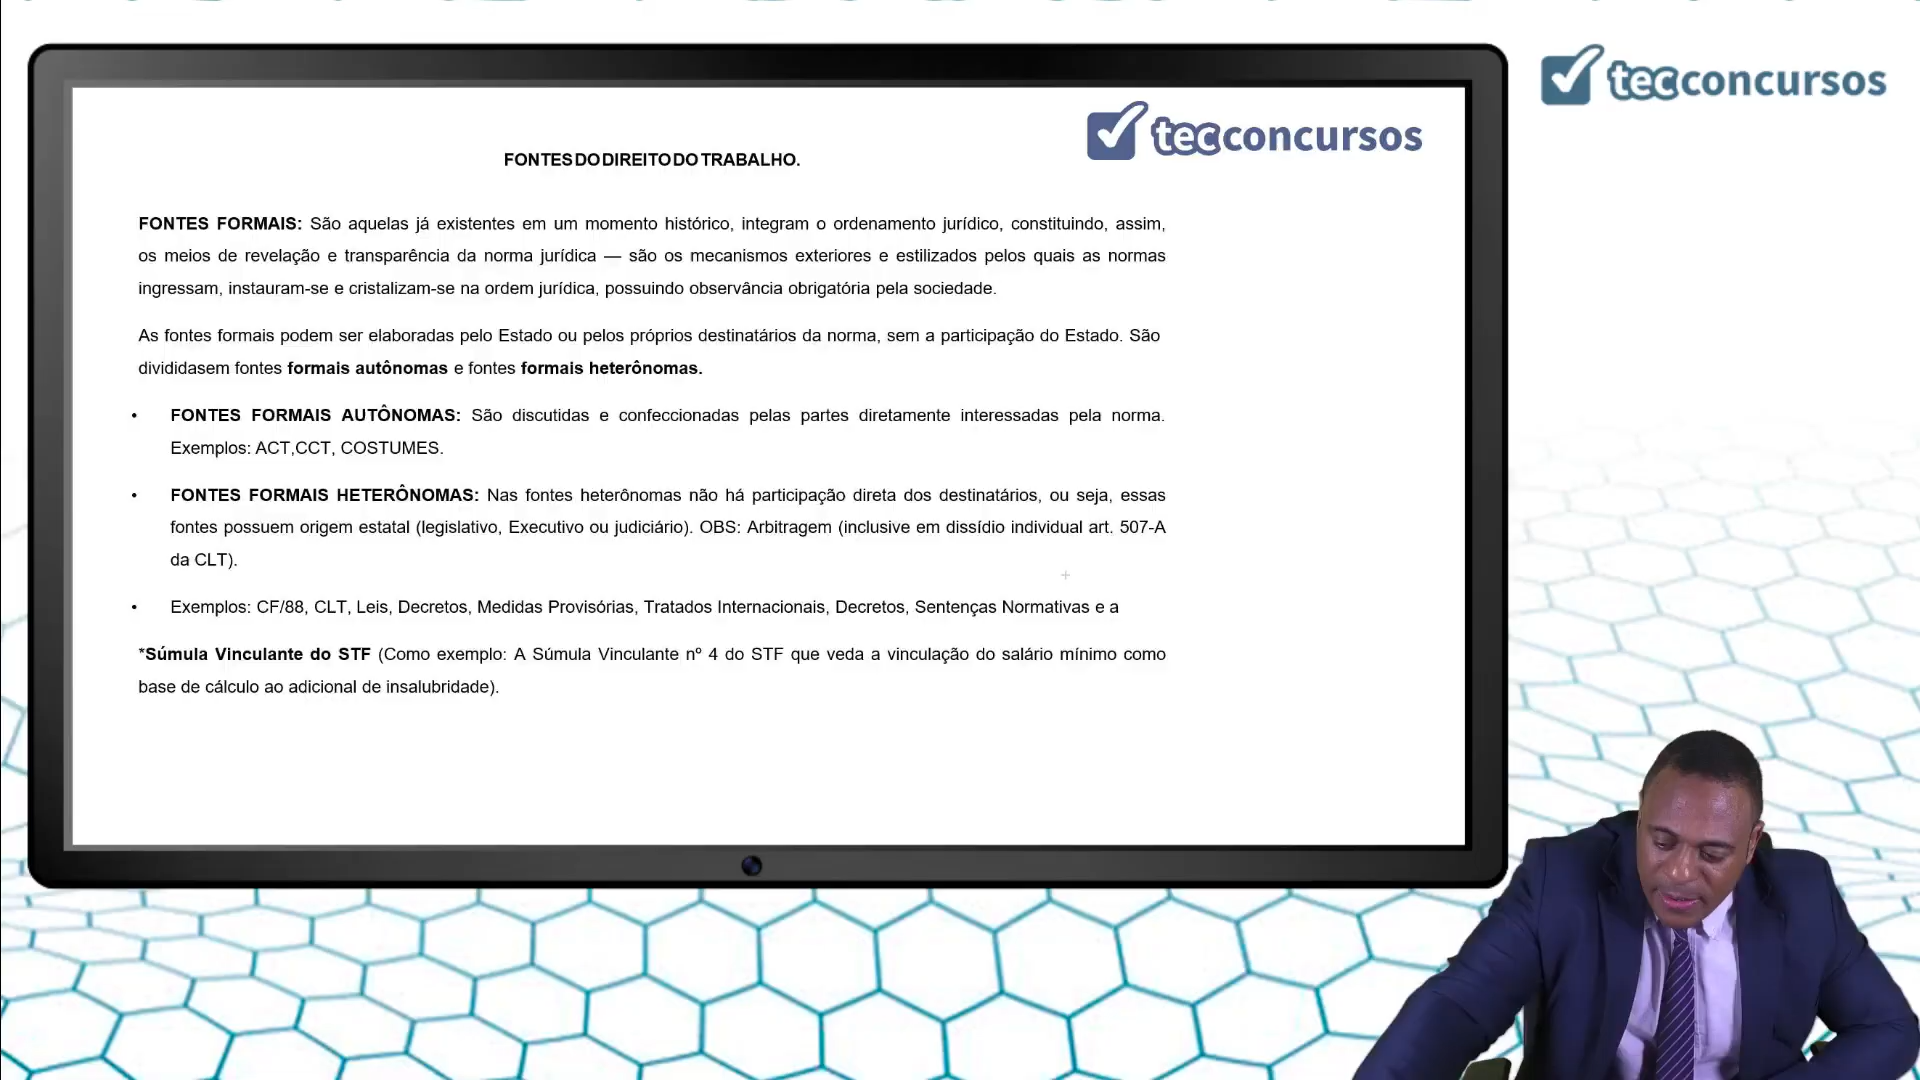 tecconcursos
tecconcursos
FONTES DO DIREITO DO TRABALHO.
FONTES FORMAIS: São aquelas já existentes em um momento histórico, integram o ordenamento jurídico, constituindo, assim,
os meios de revelação e transparência da norma jurídica — são os mecanismos exteriores e estilizados pelos quais as normas
ingressam, instauram-se e cristalizam-se na ordem jurídica, possuindo observância obrigatória pela sociedade.
As fontes formais podem ser elaboradas pelo Estado ou pelos próprios destinatários da norma, sem a participação do Estado. São
divididasem fontes formais autônomas e fontes formais heterônomas.
• FONTES FORMAIS AUTÔNOMAS: São discutidas e confeccionadas pelas partes diretamente interessadas pela norma.
Exemplos: ACT,CCT, COSTUMES.
• FONTES FORMAIS HETERÔNOMAS: Nas fontes heterônomas não há participação direta dos destinatários, ou seja, essas
fontes possuem origem estatal (legislativo, Executivo ou judiciário). OBS: Arbitragem (inclusive em dissídio individual art. 507-A
da CLT).
• Exemplos: CF/88, CLT, Leis, Decretos, Medidas Provisórias, Tratados Internacionais, Decretos, Sentenças Normativas e a
*Súmula Vinculante do STF (Como exemplo: A Súmula Vinculante nº 4 do STF que veda a vinculação do salário mínimo como
base de cálculo ao adicional de insalubridade).